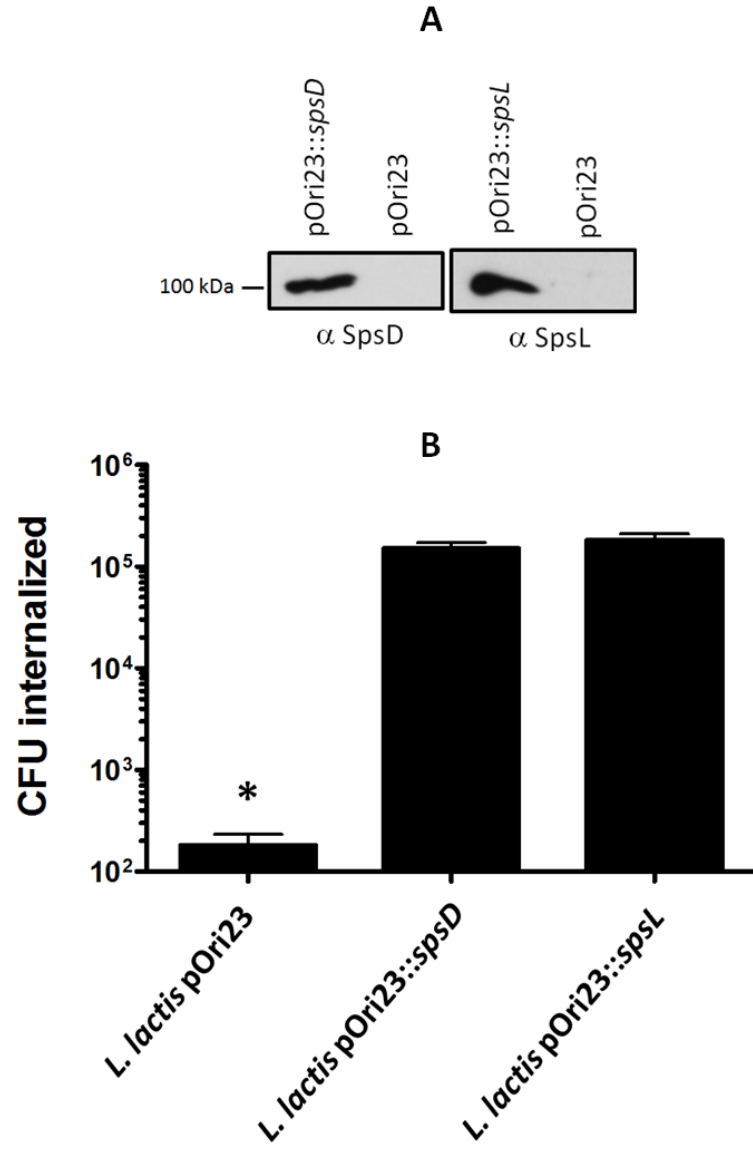 A
pOri23::spsD
pOri23
pOri23::spsL
pOri23
100 kDa
α SpsD
α SpsL
B
CFU internalized
10⁶
10⁵
10⁴
10³
10²
*
L. lactis pOri23
L. lactis pOri23::spsD
L. lactis pOri23::spsL